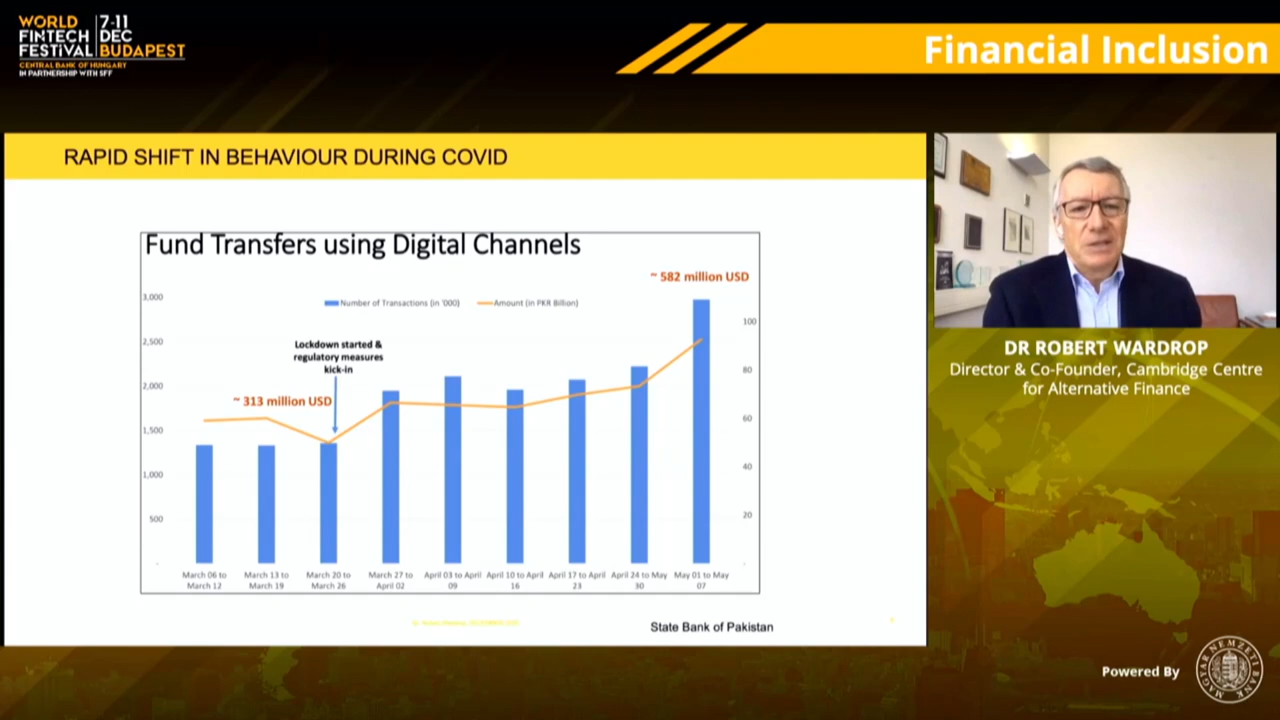 WORLD
FINTECH
FESTIVAL
7-11
DEC
BUDAPEST
CENTRAL BANK OF HUNGARY
IN PARTNERSHIP WITH SFF
Financial Inclusion
RAPID SHIFT IN BEHAVIOUR DURING COVID
Fund Transfers using Digital Channels
~ 582 million USD
Number of Transactions (in '000)
Amount (in PKR Billion)
Lockdown started &
regulatory measures
kick-in
~ 313 million USD
3,000
2,500
2,000
1,500
1,000
500
-
100
80
60
40
20
-
March 06 to
March 12
March 13 to
March 19
March 20 to
March 26
March 27 to
April 02
April 03 to April
09
April 10 to April
16
April 17 to April
23
April 24 to May
30
May 01 to May
07
State Bank of Pakistan
DR ROBERT WARDROP
Director & Co-Founder, Cambridge Centre
for Alternative Finance
Powered By
MAGYAR NEMZETI BANK